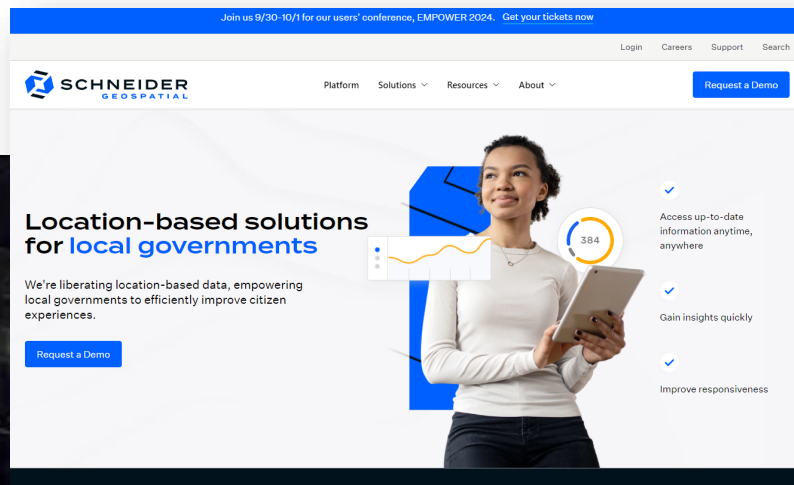 Join us 9/30-10/1 for our users' conference, EMPOWER 2024. Get your tickets now
Login Careers Support Search
SCHNEIDER
GEOSPATIAL
Platform Solutions Resources About
Request a Demo
Location-based solutions
for local governments
We're liberating location-based data, empowering
local governments to efficiently improve citizen
experiences.
Request a Demo
384
Access up-to-date
information anytime,
anywhere
Gain insights quickly
Improve responsiveness